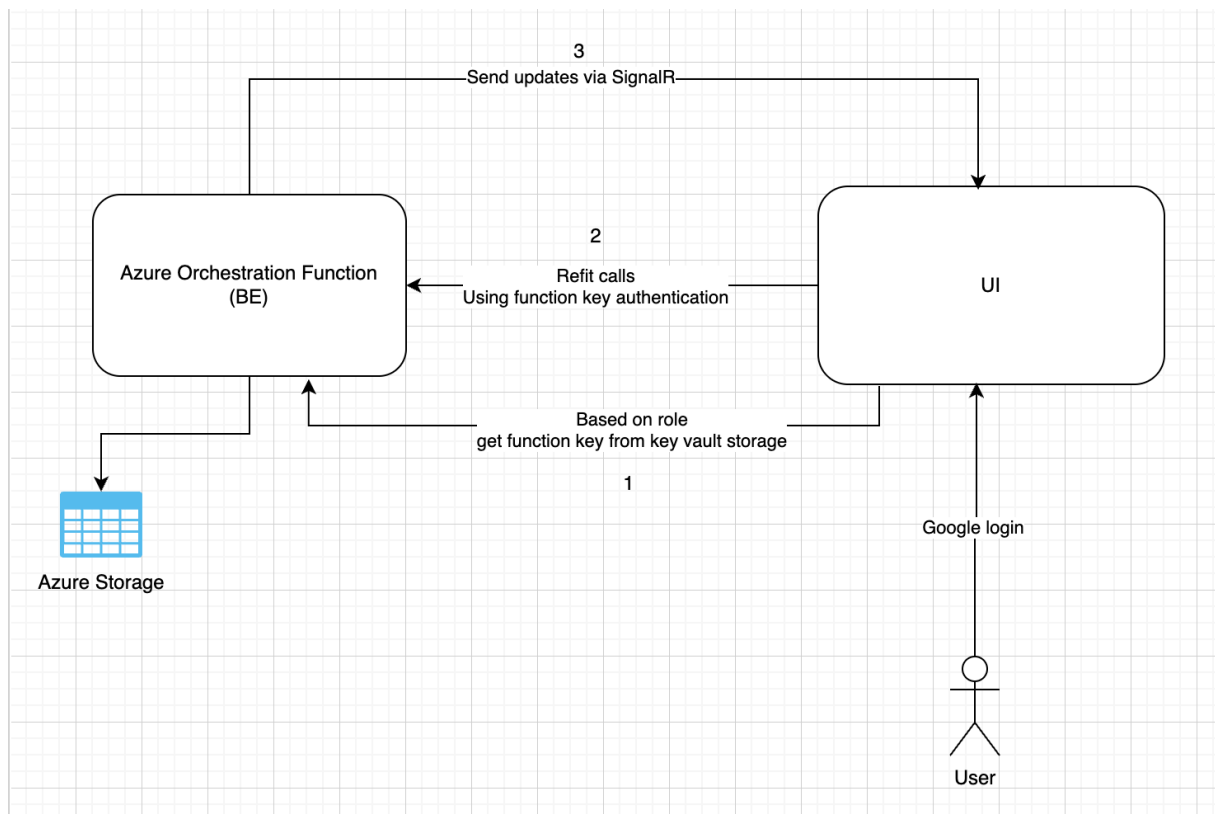 3
Send updates via SignalR
Azure Orchestration Function
(BE)
2
Refit calls
Using function key authentication
UI
Based on role
get function key from key vault storage
1
Google login
Azure Storage
User